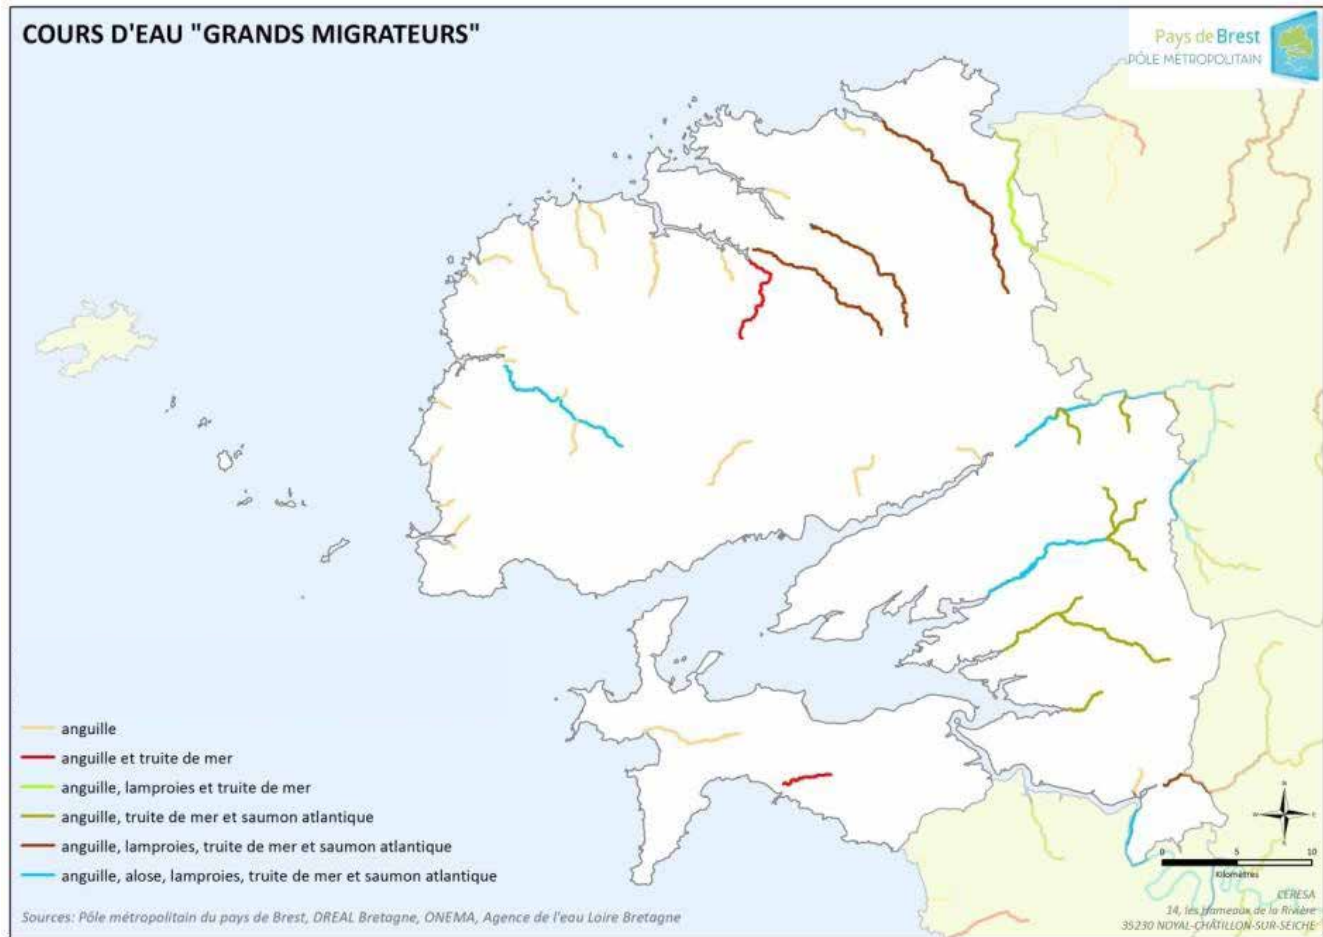 COURS D'EAU "GRANDS MIGRATEURS"
Pays de Brest
PÔLE MÉTROPOLITAIN
anguille
anguille et truite de mer
anguille, lamproies et truite de mer
anguille, truite de mer et saumon atlantique
anguille, lamproies, truite de mer et saumon atlantique
anguille, alose, lamproies, truite de mer et saumon atlantique
N
W E
S
0 5 10
Kilomètres
Sources: Pôle métropolitain du pays de Brest, DREAL Bretagne, ONEMA, Agence de l'eau Loire Bretagne
CERESA
14, les Hameaux de la Rivière
35230 NOYAL-CHÂTILLON-SUR-SEICHE